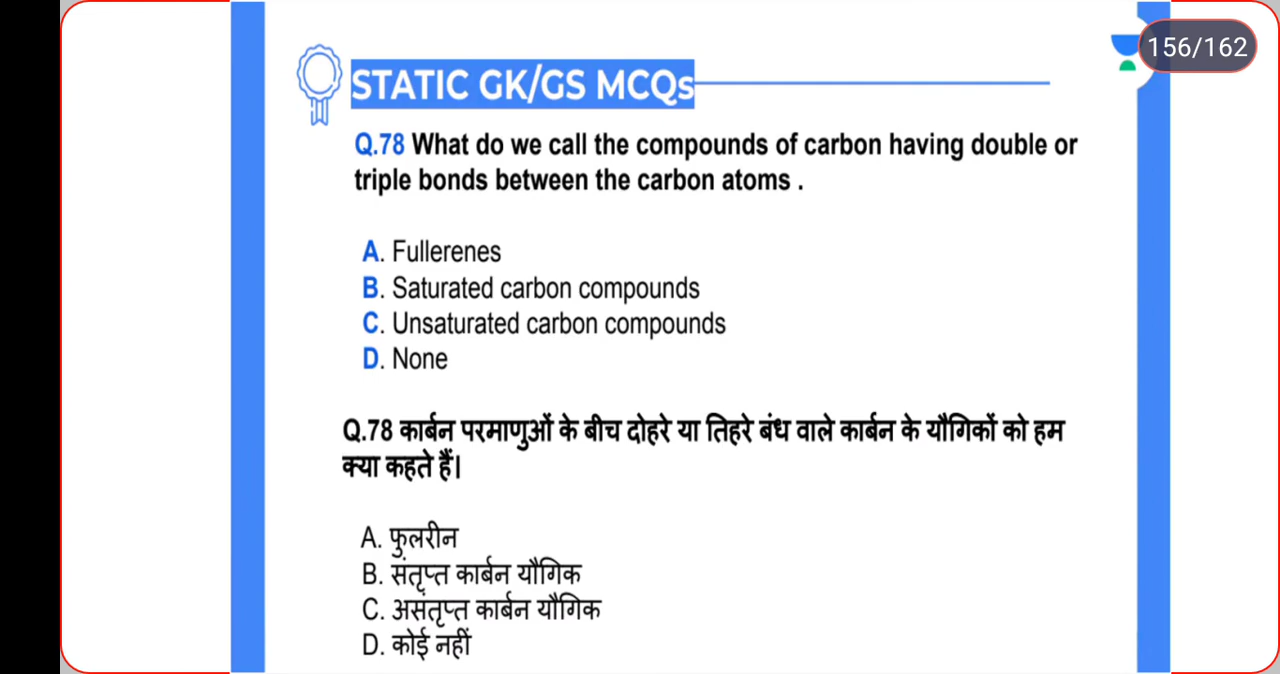 156/162
STATIC GK/GS MCQs
Q.78 What do we call the compounds of carbon having double or
triple bonds between the carbon atoms .
A. Fullerenes
B. Saturated carbon compounds
C. Unsaturated carbon compounds
D. None
Q.78 कार्बन परमाणुओं के बीच दोहरे या तिहरे बंध वाले कार्बन के यौगिकों को हम
क्या कहते हैं।
A. फुलरीन
B. संतृप्त कार्बन यौगिक
C. असंतृप्त कार्बन यौगिक
D. कोई नहीं